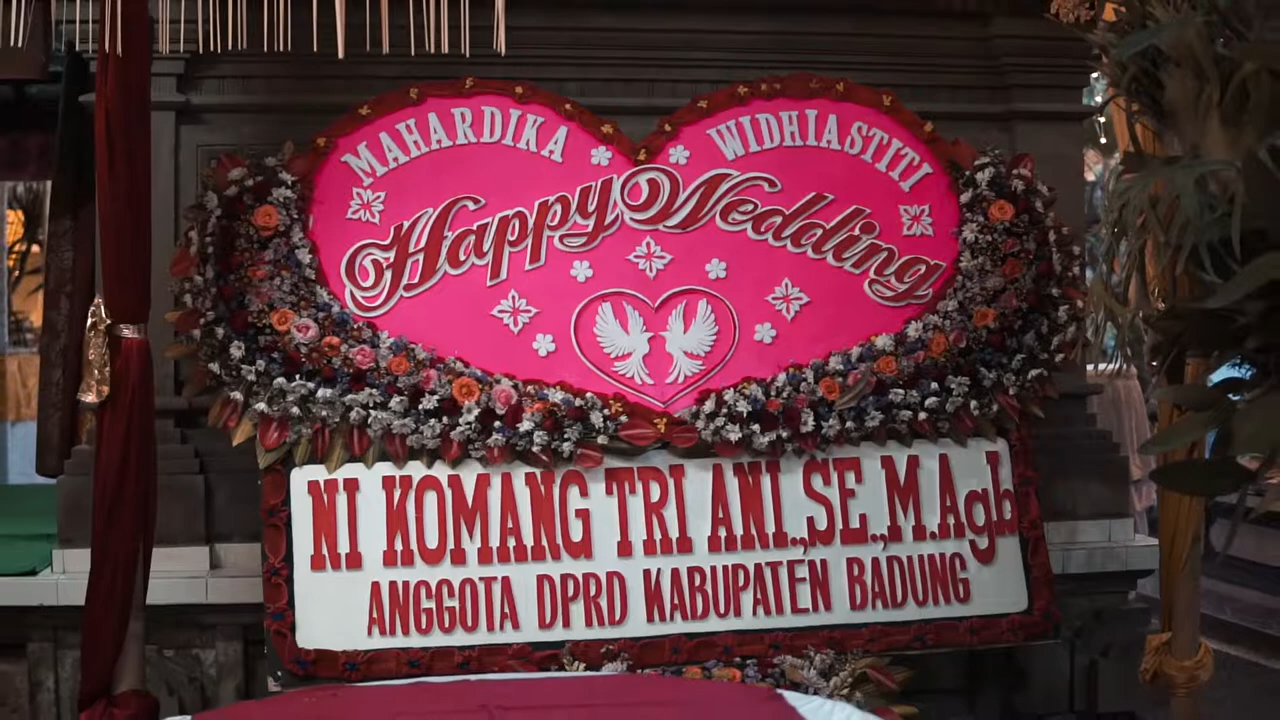 MAHARDIKA
WIDHIASTITI
Happy Wedding
NI KOMANG TRI ANI.,SE.,M.Agb
ANGGOTA DPRD KABUPATEN BADUNG